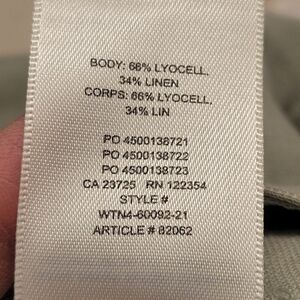 BODY: 66% LYOCELL,
34% LINEN
CORPS: 66% LYOCELL,
34% LIN
PO 4500138721
PO 4500138722
PO 4500138723
CA 23725 RN 122354
STYLE #
WTN4-60092-21
ARTICLE # 82062